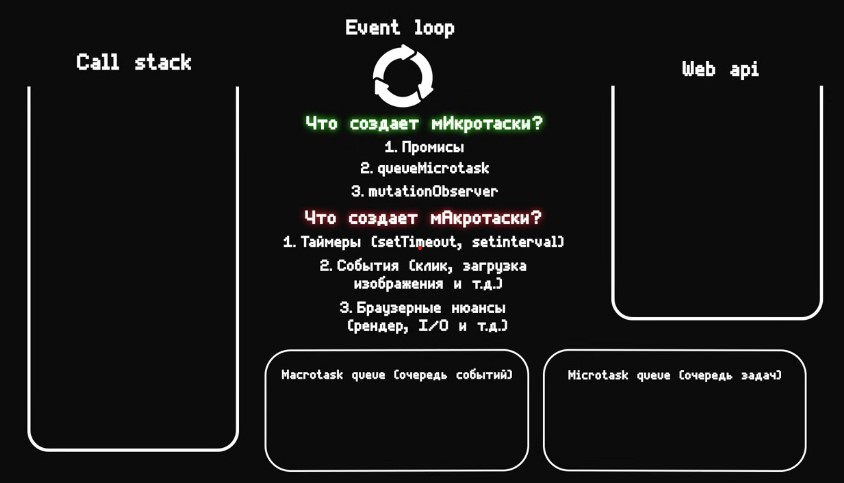 Event loop
Call stack
Web api
Что создает мИкротаски?
1. Промисы
2. queueMicrotask
3. mutationObserver
Что создает мАкротаски?
1. Таймеры (setTimeout, setinterval)
2. События (клик, загрузка
изображения и т.д.)
3. Браузерные нюансы
(рендер, I/O и т.д.)
Macrotask queue (очередь событий)
Microtask queue (очередь задач)